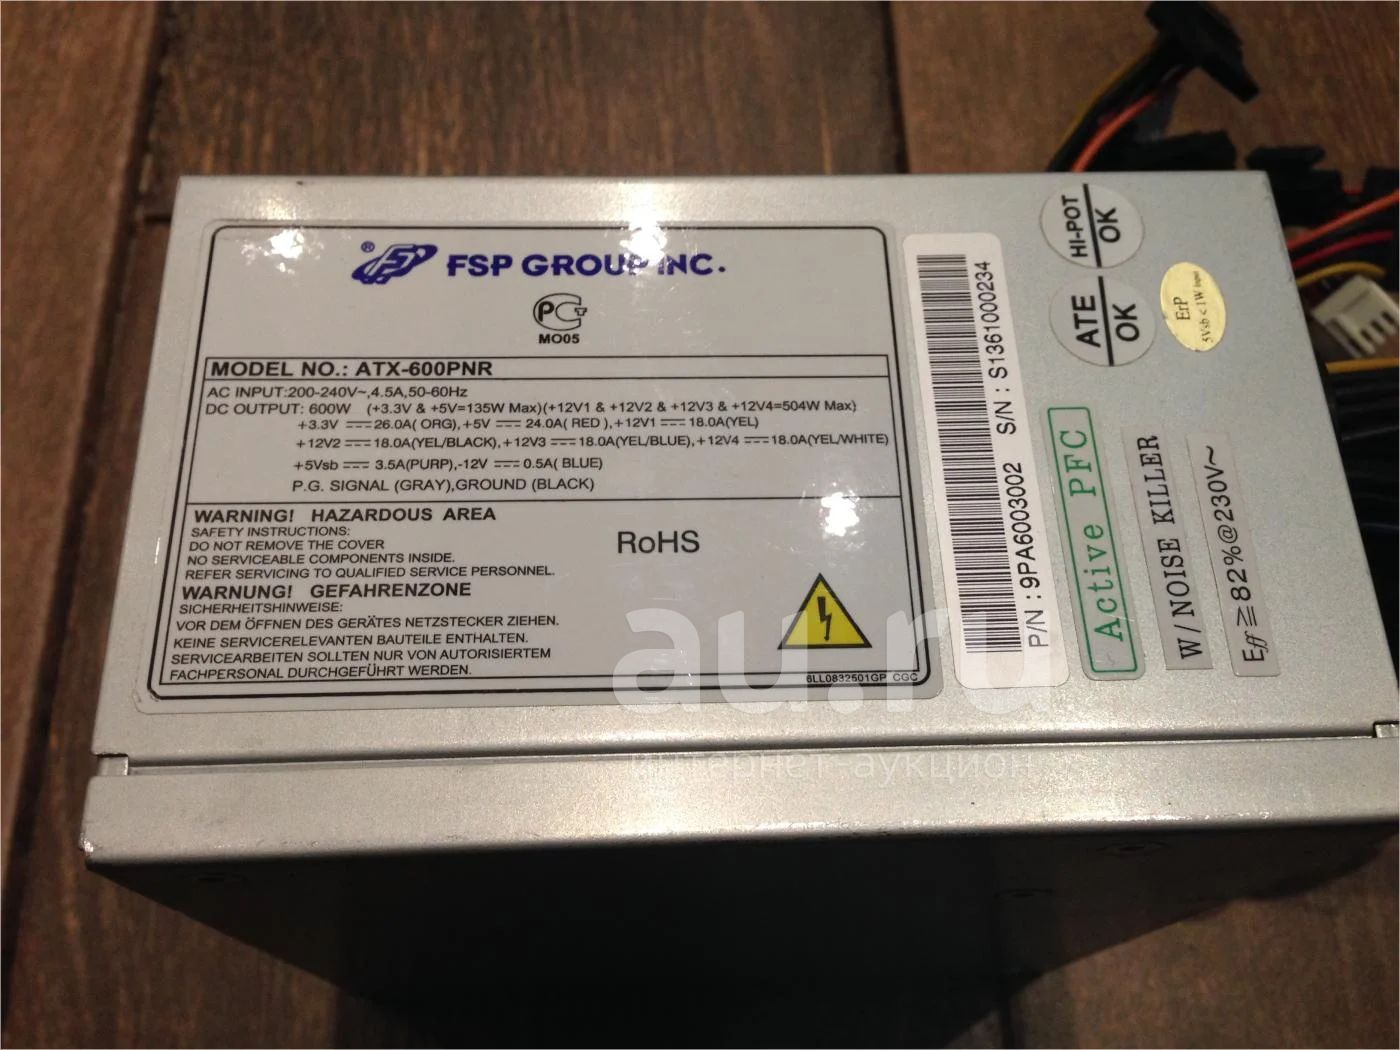 ® FSP GROUP INC.
PG
MO05
MODEL NO.: ATX-600PNR
AC INPUT:200-240V~,4.5A,50-60Hz
DC OUTPUT: 600W (+3.3V & +5V=135W Max)(+12V1 & +12V2 & +12V3 & +12V4=504W Max)
+3.3V ⎓26.0A( ORG),+5V ⎓ 24.0A( RED ),+12V1 ⎓ 18.0A(YEL)
+12V2 ⎓18.0A(YEL/BLACK),+12V3 ⎓18.0A(YEL/BLUE),+12V4 ⎓18.0A(YEL/WHITE)
+5Vsb ⎓ 3.5A(PURP),-12V ⎓ 0.5A( BLUE)
P.G. SIGNAL (GRAY),GROUND (BLACK)
WARNING! HAZARDOUS AREA
SAFETY INSTRUCTIONS:
DO NOT REMOVE THE COVER
NO SERVICEABLE COMPONENTS INSIDE.
REFER SERVICING TO QUALIFIED SERVICE PERSONNEL.
WARNUNG! GEFAHRENZONE
SICHERHEITSHINWEISE:
VOR DEM ÖFFNEN DES GERÄTES NETZSTECKER ZIEHEN.
KEINE SERVICERELEVANTEN BAUTEILE ENTHALTEN.
SERVICEARBEITEN SOLLTEN NUR VON AUTORISIERTEM
FACHPERSONAL DURCHGEFÜHRT WERDEN.
RoHS
6LL0832501GP CGC
P/N : 9PA6003002 S/N : S1361000234
HI-POT
OK
ATE
OK
ErP
5Vsb < 1W input
Active PFC
W/NOISE KILLER
Eff≧82%@230V~
au.ru
интернет-аукцион